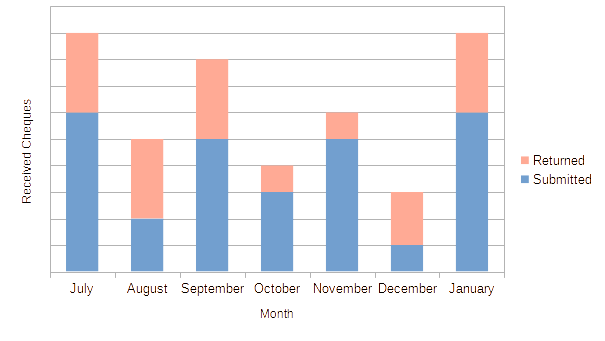 Received Cheques
Returned
Submitted
July August September October November December January
Month